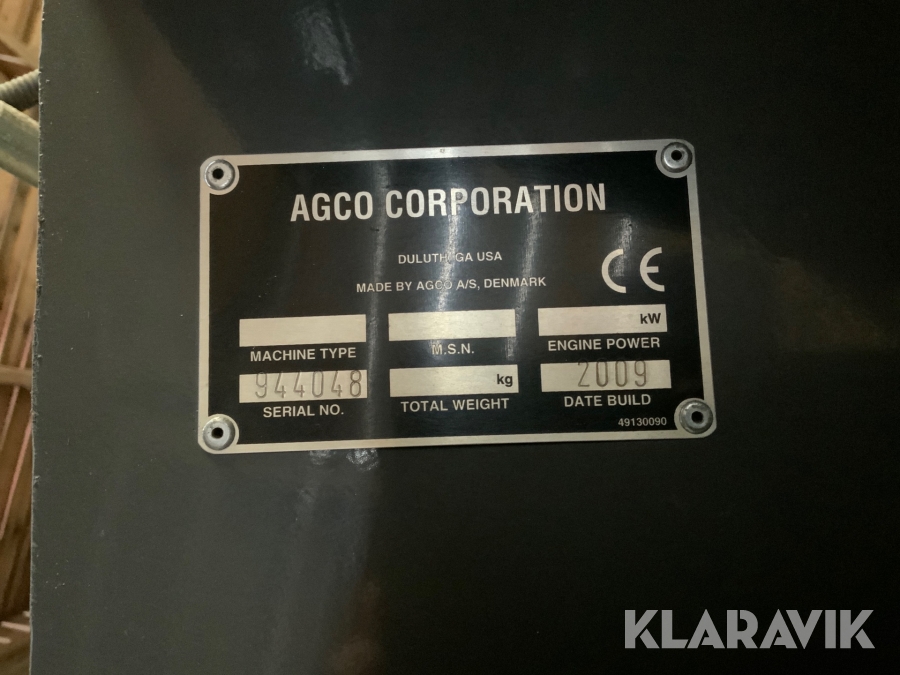 AGCO CORPORATION
DULUTH, GA USA
MADE BY AGCO A/S, DENMARK
CE
kW
MACHINE TYPE
M.S.N.
ENGINE POWER
944048
kg
2009
SERIAL NO.
TOTAL WEIGHT
DATE BUILD
49130090
KLARAVIK